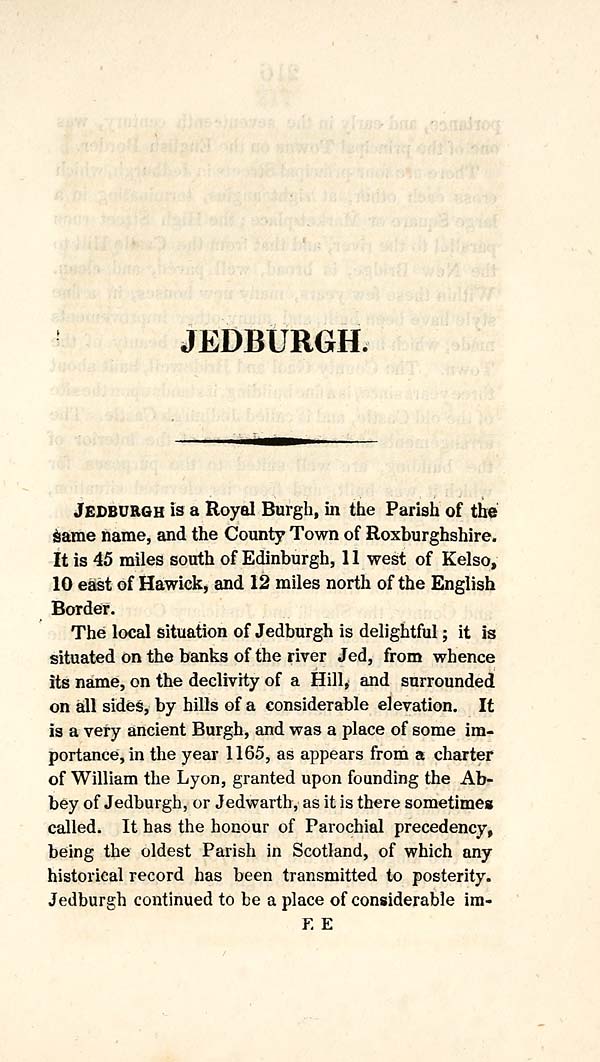 JEDBURGH.
JEDBURGH is a Royal Burgh, in the Parish of the
same name, and the County Town of Roxburghshire.
It is 45 miles south of Edinburgh, 11 west of Kelso,
10 east of Hawick, and 12 miles north of the English
Border.
The local situation of Jedburgh is delightful; it is
situated on the banks of the river Jed, from whence
its name, on the declivity of a Hill, and surrounded
on all sides, by hills of a considerable elevation. It
is a very ancient Burgh, and was a place of some im-
portance, in the year 1165, as appears from a charter
of William the Lyon, granted upon founding the Ab-
bey of Jedburgh, or Jedwarth, as it is there sometimes
called. It has the honour of Parochial precedency,
being the oldest Parish in Scotland, of which any
historical record has been transmitted to posterity.
Jedburgh continued to be a place of considerable im-
E E